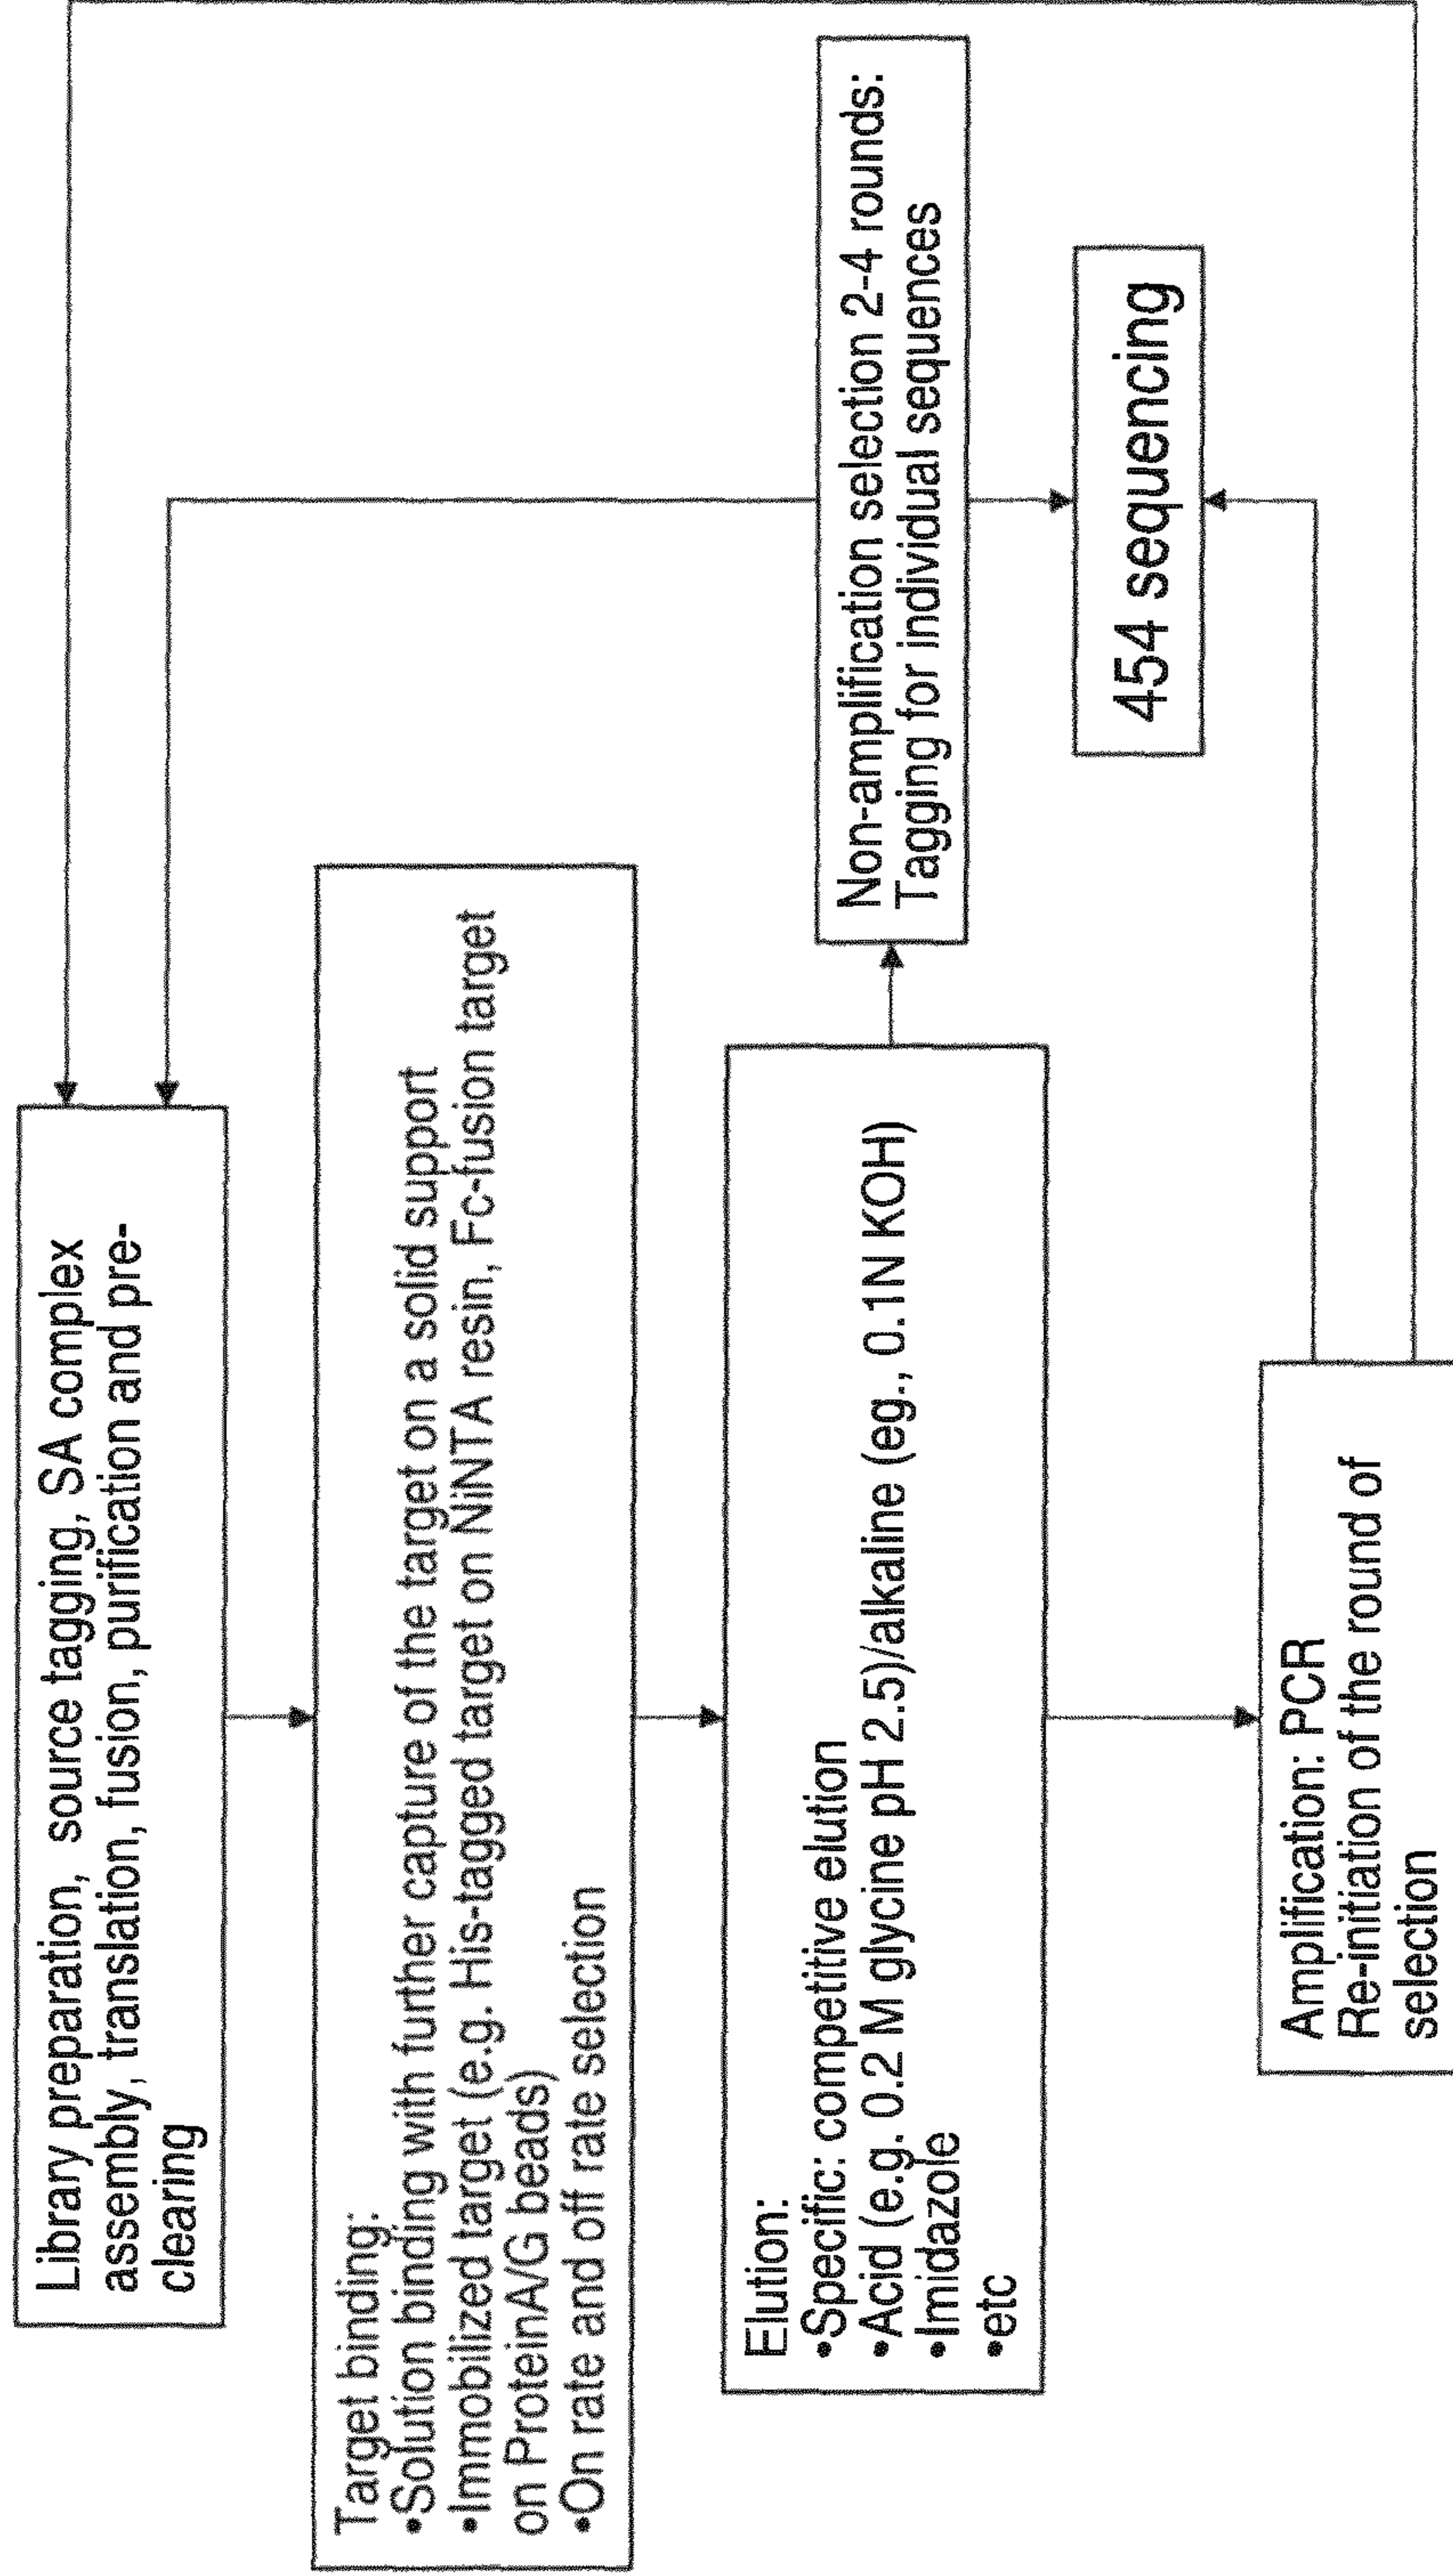 Library preparation, source tagging, SA complex
assembly, translation, fusion, purification and pre-
clearing
Target binding:
•Solution binding with further capture of the target on a solid support
•Immobilized target (e.g. His-tagged target on NiNTA resin, Fc-fusion target
on ProteinA/G beads)
•On rate and off rate selection
Elution:
•Specific: competitive elution
•Acid (e.g. 0.2 M glycine pH 2.5)/alkaline (eg., 0.1N KOH)
•Imidazole
•etc
Non-amplification selection 2-4 rounds:
Tagging for individual sequences
454 sequencing
Amplification: PCR
Re-initiation of the round of
selection